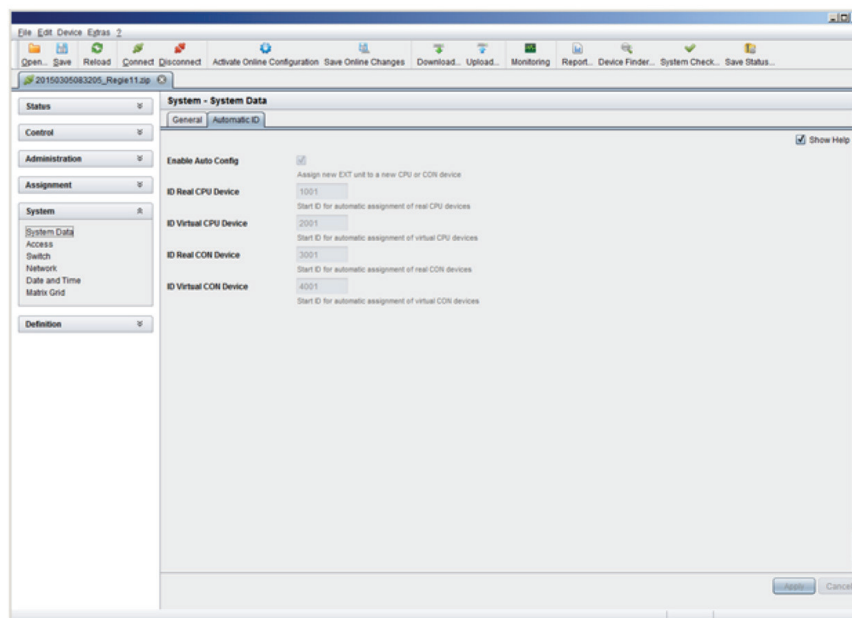 File Edit Device Extras ?
Open... Save Reload Connect Disconnect Activate Online Configuration Save Online Changes Download... Upload... Monitoring Report... Device Finder... System Check... Save Status...
20150305083205_Regie11.zip
Status
Control
Administration
Assignment
System
System Data
Access
Switch
Network
Date and Time
Matrix Grid
Definition
System - System Data
General Automatic ID
Show Help
Enable Auto Config
Assign new EXT unit to a new CPU or CON device
ID Real CPU Device 1001
Start ID for automatic assignment of real CPU devices
ID Virtual CPU Device 2001
Start ID for automatic assignment of virtual CPU devices
ID Real CON Device 3001
Start ID for automatic assignment of real CON devices
ID Virtual CON Device 4001
Start ID for automatic assignment of virtual CON devices
Apply Cancel